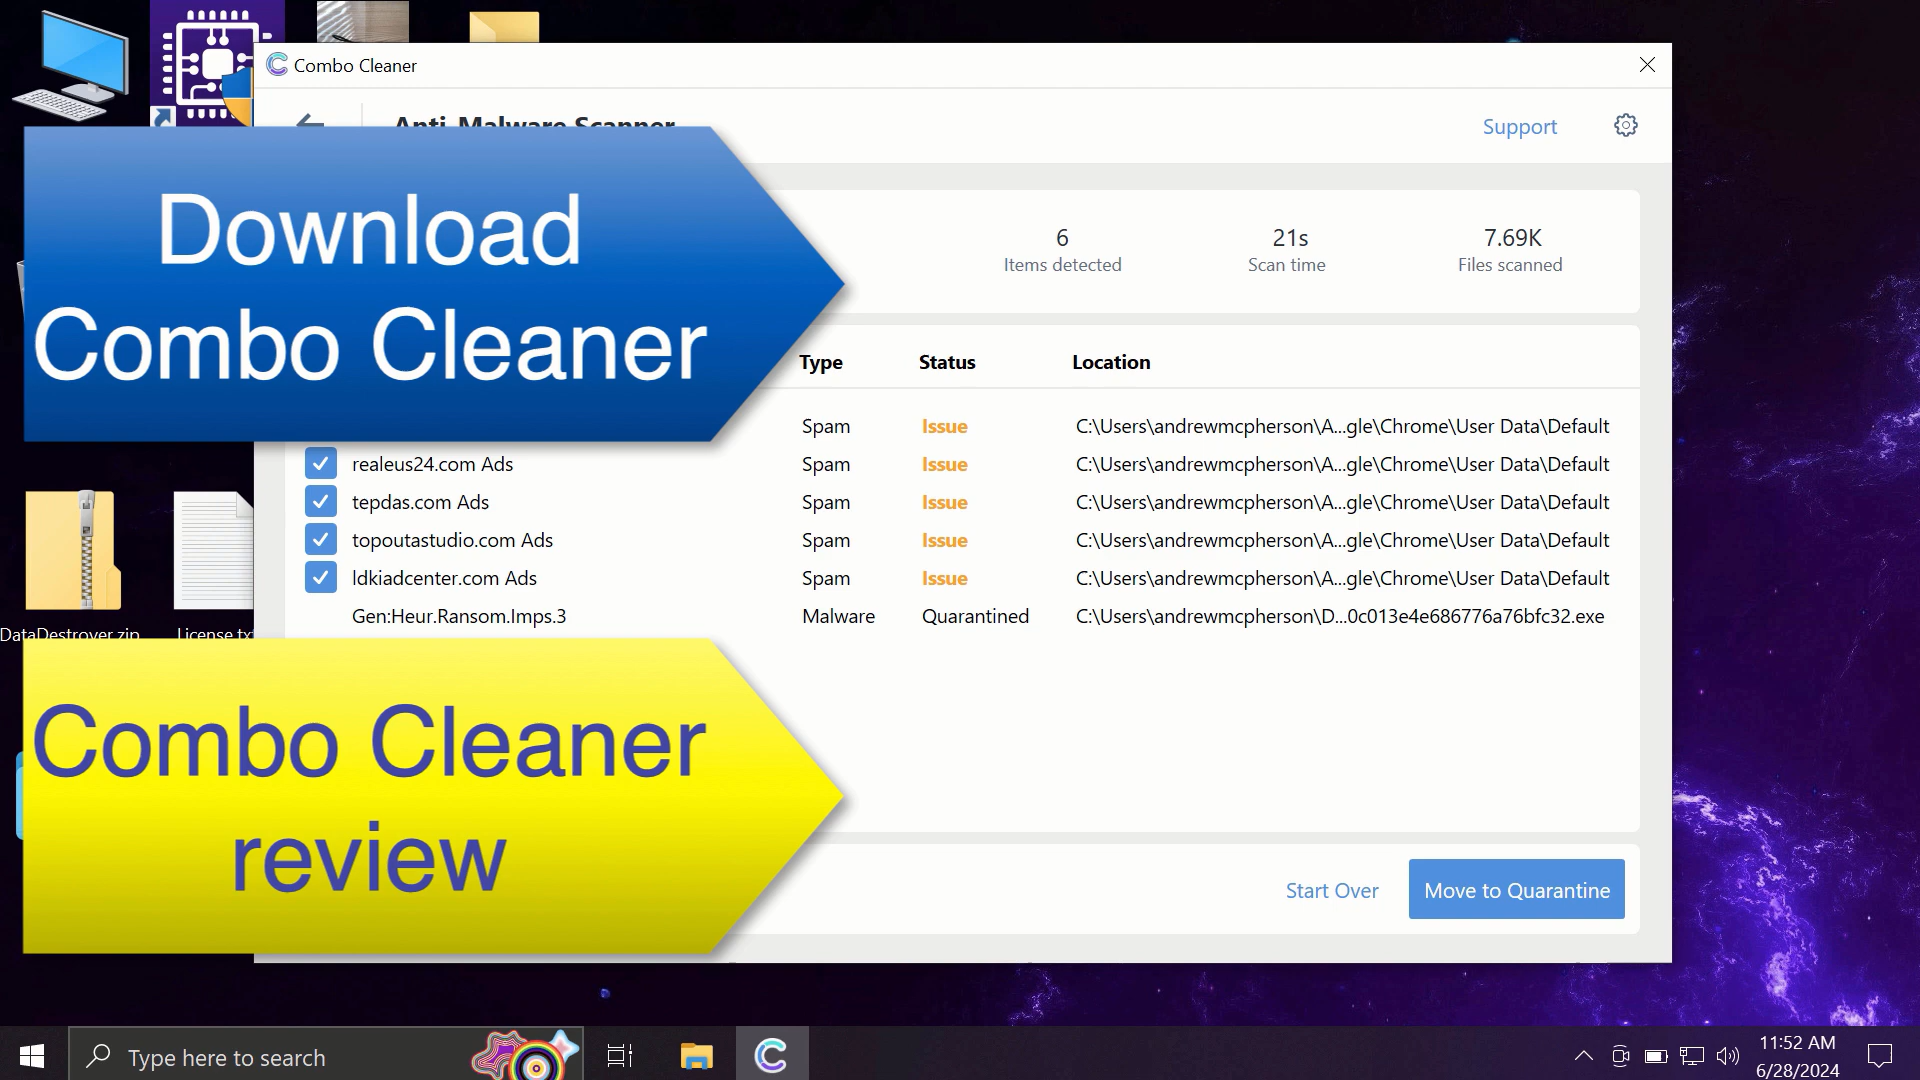 Combo Cleaner
Anti-Malware Scanner
Support
Download
Combo Cleaner
6
Items detected
21s
Scan time
7.69K
Files scanned
Type Status Location
Spam Issue C:\Users\andrewmcpherson\A...gle\Chrome\User Data\Default
realeus24.com Ads Spam Issue C:\Users\andrewmcpherson\A...gle\Chrome\User Data\Default
tepdas.com Ads Spam Issue C:\Users\andrewmcpherson\A...gle\Chrome\User Data\Default
topoutastudio.com Ads Spam Issue C:\Users\andrewmcpherson\A...gle\Chrome\User Data\Default
ldkiadcenter.com Ads Spam Issue C:\Users\andrewmcpherson\A...gle\Chrome\User Data\Default
Gen:Heur.Ransom.Imps.3 Malware Quarantined C:\Users\andrewmcpherson\D...0c013e4e686776a76bfc32.exe
DataDestroyer.zip
License.tx
Combo Cleaner
review
Start Over
Move to Quarantine
Type here to search
11:52 AM
6/28/2024